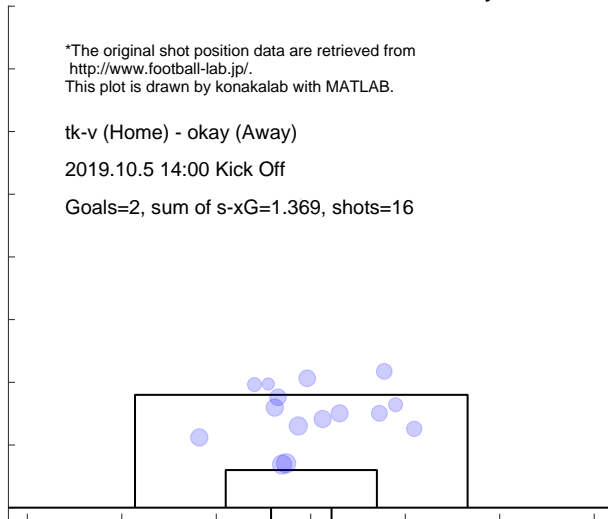 *The original shot position data are retrieved from
http://www.football-lab.jp/.
This plot is drawn by konakalab with MATLAB.
tk-v (Home) - okay (Away)
2019.10.5 14:00 Kick Off
Goals=2, sum of s-xG=1.369, shots=16